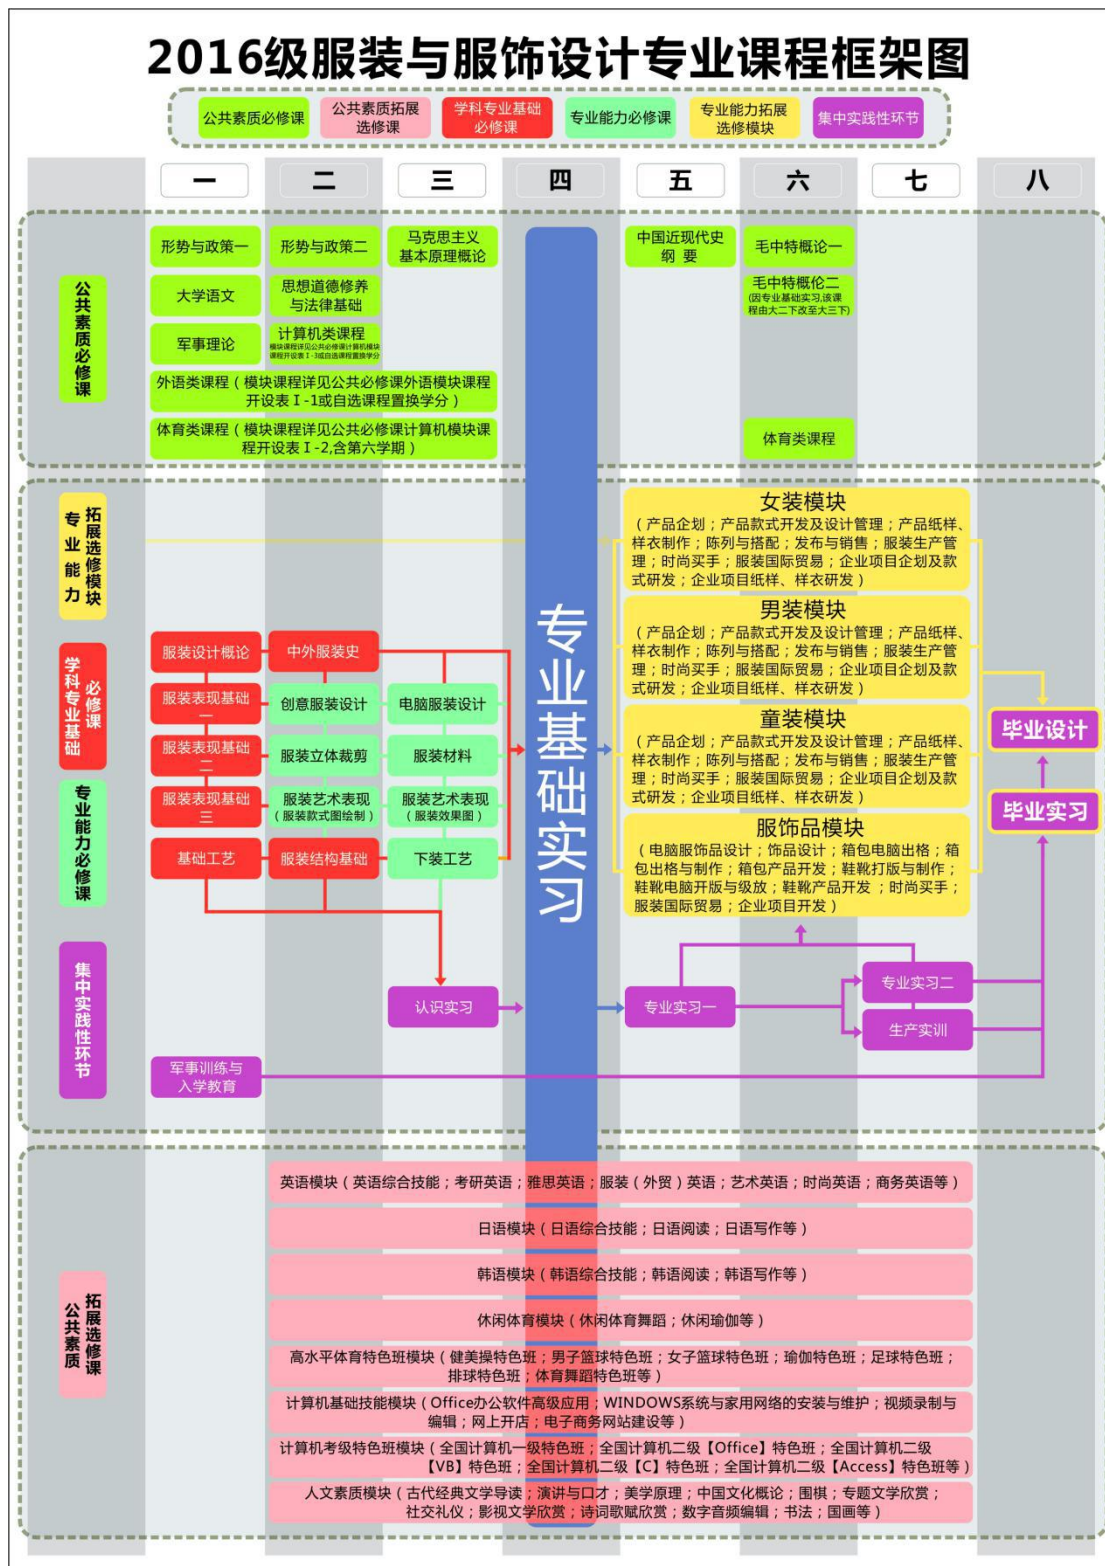 2016级服装与服饰设计专业课程框架图
公共素质必修课
公共素质拓展
选修课
学科专业基础
必修课
专业能力必修课
专业能力拓展
选修模块
集中实践性环节
一
二
三
四
五
六
七
八
公共素质必修课
形势与政策一
形势与政策二
马克思主义
基本原理概论
中国近现代史
纲 要
毛中特概论一
大学语文
思想道德修养
与法律基础
毛中特概伦二
(因专业基础实习,该课
程由大二下改至大三下)
军事理论
计算机类课程
模块课程详见公共必修课计算机模块
课程开设表Ⅰ-3或自选课程置换学分
外语类课程（模块课程详见公共必修课外语模块课程
开设表Ⅰ-1或自选课程置换学分）
体育类课程（模块课程详见公共必修课计算机模块课
程开设表Ⅰ-2,含第六学期）
体育类课程
专业能力
拓展选修模块
学科专业基础
必修课
专业能力必修课
集中实践性环节
服装设计概论
中外服装史
服装表现基础
一
创意服装设计
电脑服装设计
服装表现基础
二
服装立体裁剪
服装材料
服装表现基础
三
服装艺术表现
（服装款式图绘制）
服装艺术表现
（服装效果图）
基础工艺
服装结构基础
下装工艺
认识实习
军事训练与
入学教育
专业基础实习
女装模块
（产品企划；产品款式开发及设计管理；产品纸样、
样衣制作；陈列与搭配；发布与销售；服装生产管
理；时尚买手；服装国际贸易；企业项目企划及款
式研发；企业项目纸样、样衣研发）
男装模块
（产品企划；产品款式开发及设计管理；产品纸样、
样衣制作；陈列与搭配；发布与销售；服装生产管
理；时尚买手；服装国际贸易；企业项目企划及款
式研发；企业项目纸样、样衣研发）
童装模块
（产品企划；产品款式开发及设计管理；产品纸样、
样衣制作；陈列与搭配；发布与销售；服装生产管
理；时尚买手；服装国际贸易；企业项目企划及款
式研发；企业项目纸样、样衣研发）
服饰品模块
（电脑服饰品设计；饰品设计；箱包电脑出格；箱
包出格与制作；箱包产品开发；鞋靴打版与制作；
鞋靴电脑开版与级放；鞋靴产品开发 ；时尚买手；
服装国际贸易；企业项目开发）
专业实习一
专业实习二
生产实训
毕业设计
毕业实习
公共素质
拓展选修课
英语模块（英语综合技能；考研英语；雅思英语；服装（外贸）英语；艺术英语；时尚英语；商务英语等）
日语模块（日语综合技能；日语阅读；日语写作等）
韩语模块（韩语综合技能；韩语阅读；韩语写作等）
休闲体育模块（休闲体育舞蹈；休闲瑜伽等）
高水平体育特色班模块（健美操特色班；男子篮球特色班；女子篮球特色班；瑜伽特色班；足球特色班；
排球特色班；体育舞蹈特色班等）
计算机基础技能模块（Office办公软件高级应用；WINDOWS系统与家用网络的安装与维护；视频录制与
编辑；网上开店；电子商务网站建设等）
计算机考级特色班模块（全国计算机一级特色班；全国计算机二级【Office】特色班；全国计算机二级
【VB】特色班；全国计算机二级【C】特色班；全国计算机二级【Access】特色班等）
人文素质模块（古代经典文学导读；演讲与口才；美学原理；中国文化概论；围棋；专题文学欣赏；
社交礼仪；影视文学欣赏；诗词歌赋欣赏；数字音频编辑；书法；国画等）